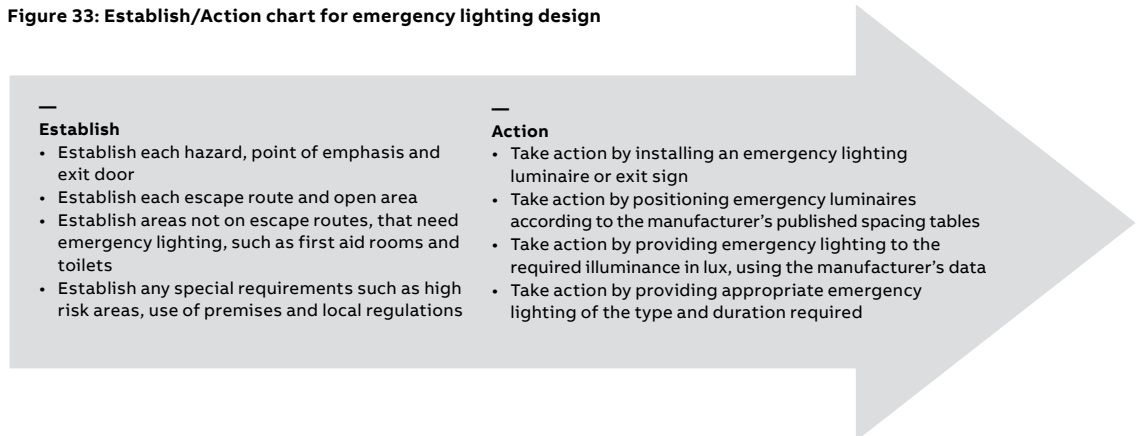 Figure 33: Establish/Action chart for emergency lighting design
—
Establish
• Establish each hazard, point of emphasis and
exit door
• Establish each escape route and open area
• Establish areas not on escape routes, that need
emergency lighting, such as first aid rooms and
toilets
• Establish any special requirements such as high
risk areas, use of premises and local regulations
—
Action
• Take action by installing an emergency lighting
luminaire or exit sign
• Take action by positioning emergency luminaires
according to the manufacturer’s published spacing tables
• Take action by providing emergency lighting to the
required illuminance in lux, using the manufacturer’s data
• Take action by providing appropriate emergency
lighting of the type and duration required